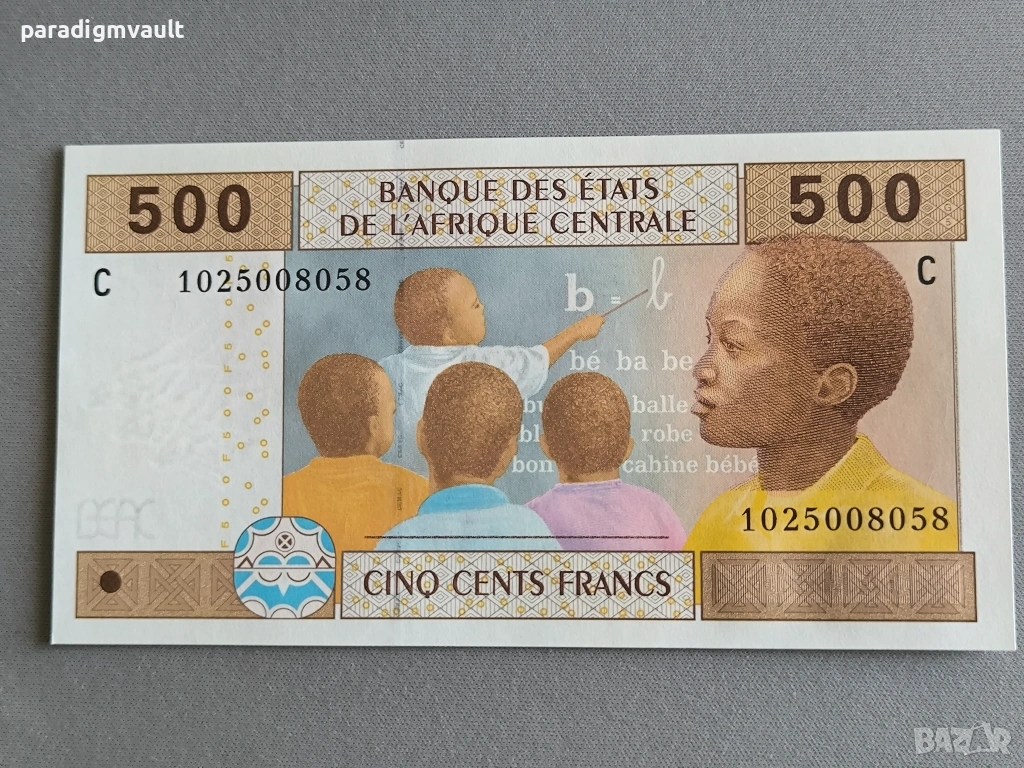 paradigmvault
500
BANQUE DES ÉTATS
DE L'AFRIQUE CENTRALE
500
C 1025008058
C
b = b
bé ba be
balle
robe
bon cabine bébé
1025008058
BEAC
CINQ CENTS FRANCS
BAZAR